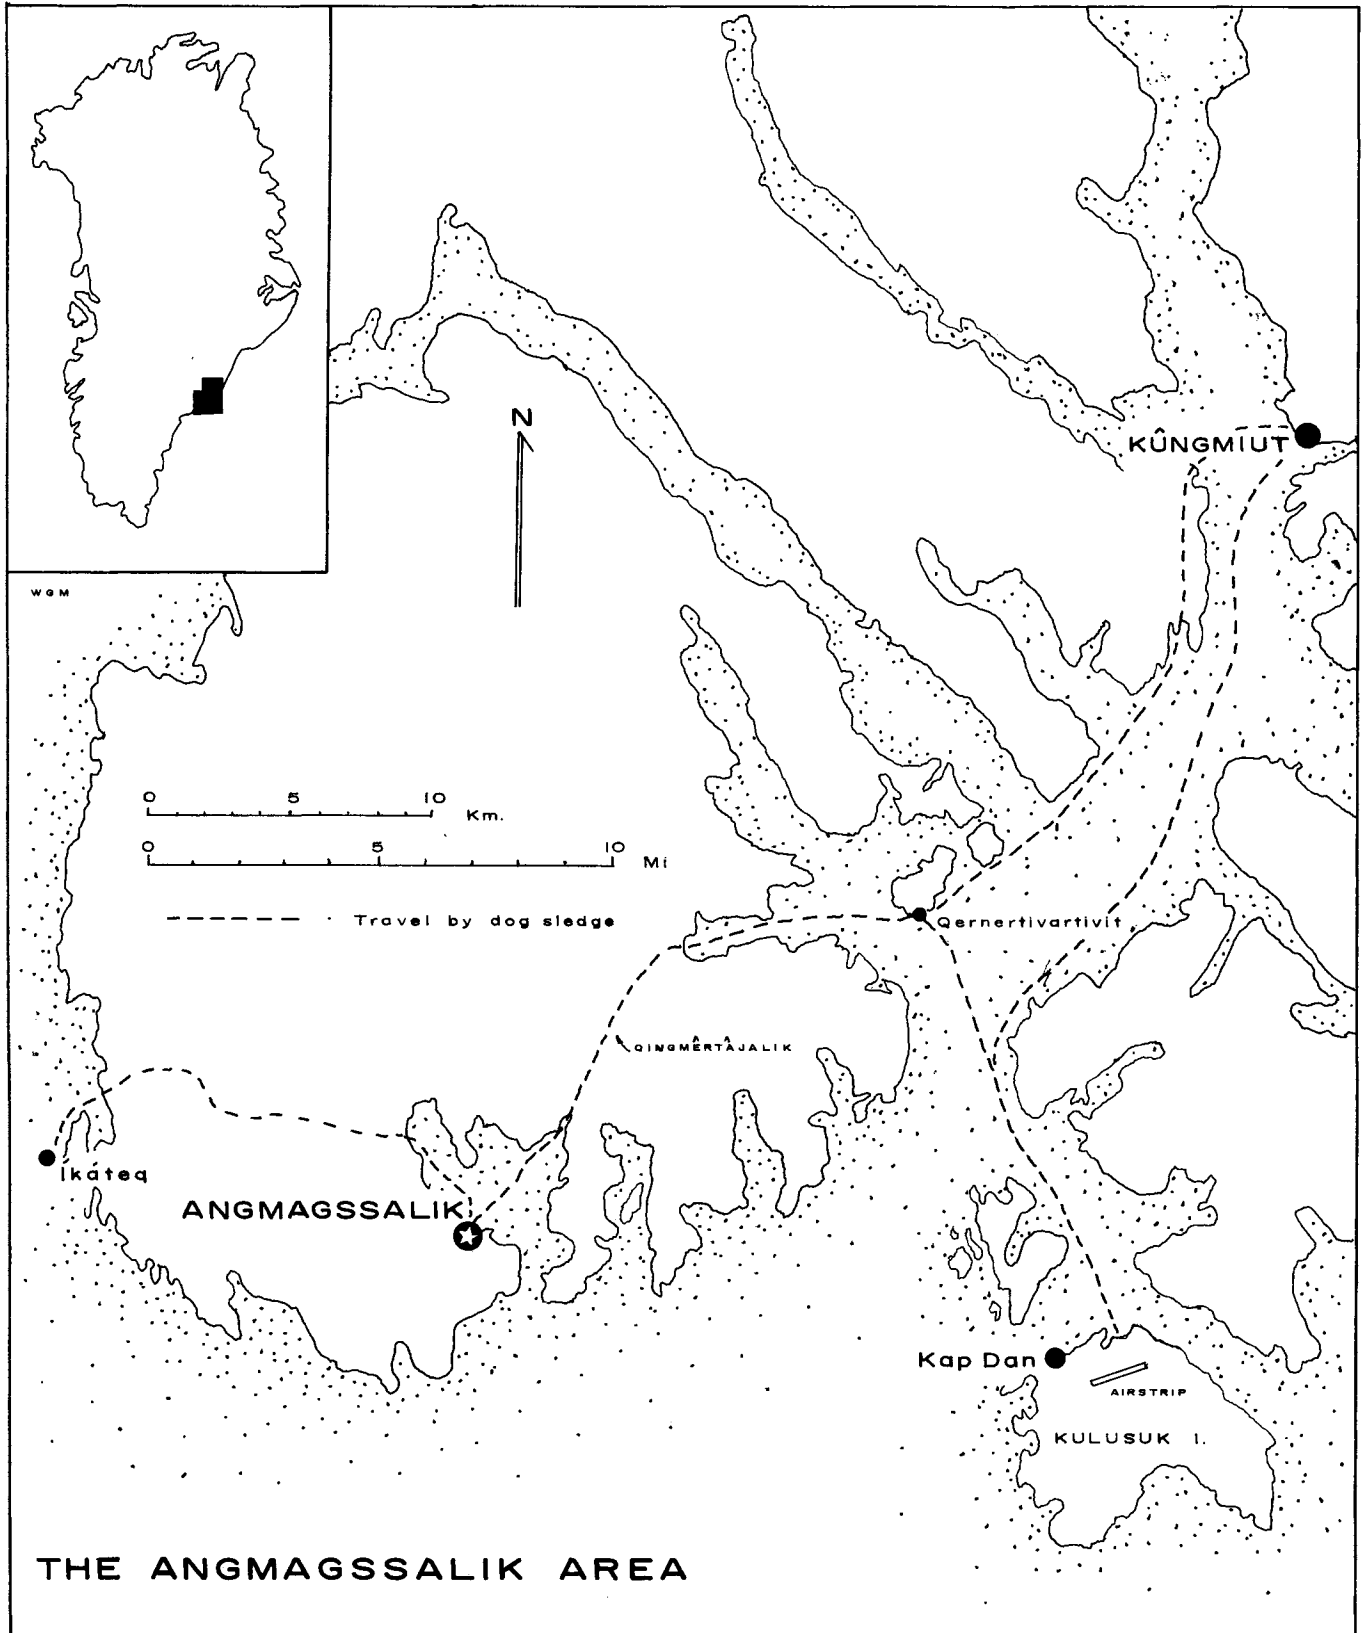 N
KÛNGMIUT
WGM
0 5 10
Km.
0 5 10
Mi
Travel by dog sledge
Qernertivartivit
QINGMÊRTÂJALIK
Ikáteq
ANGMAGSSALIK
Kap Dan
AIRSTRIP
KULUSUK I.
THE ANGMAGSSALIK AREA